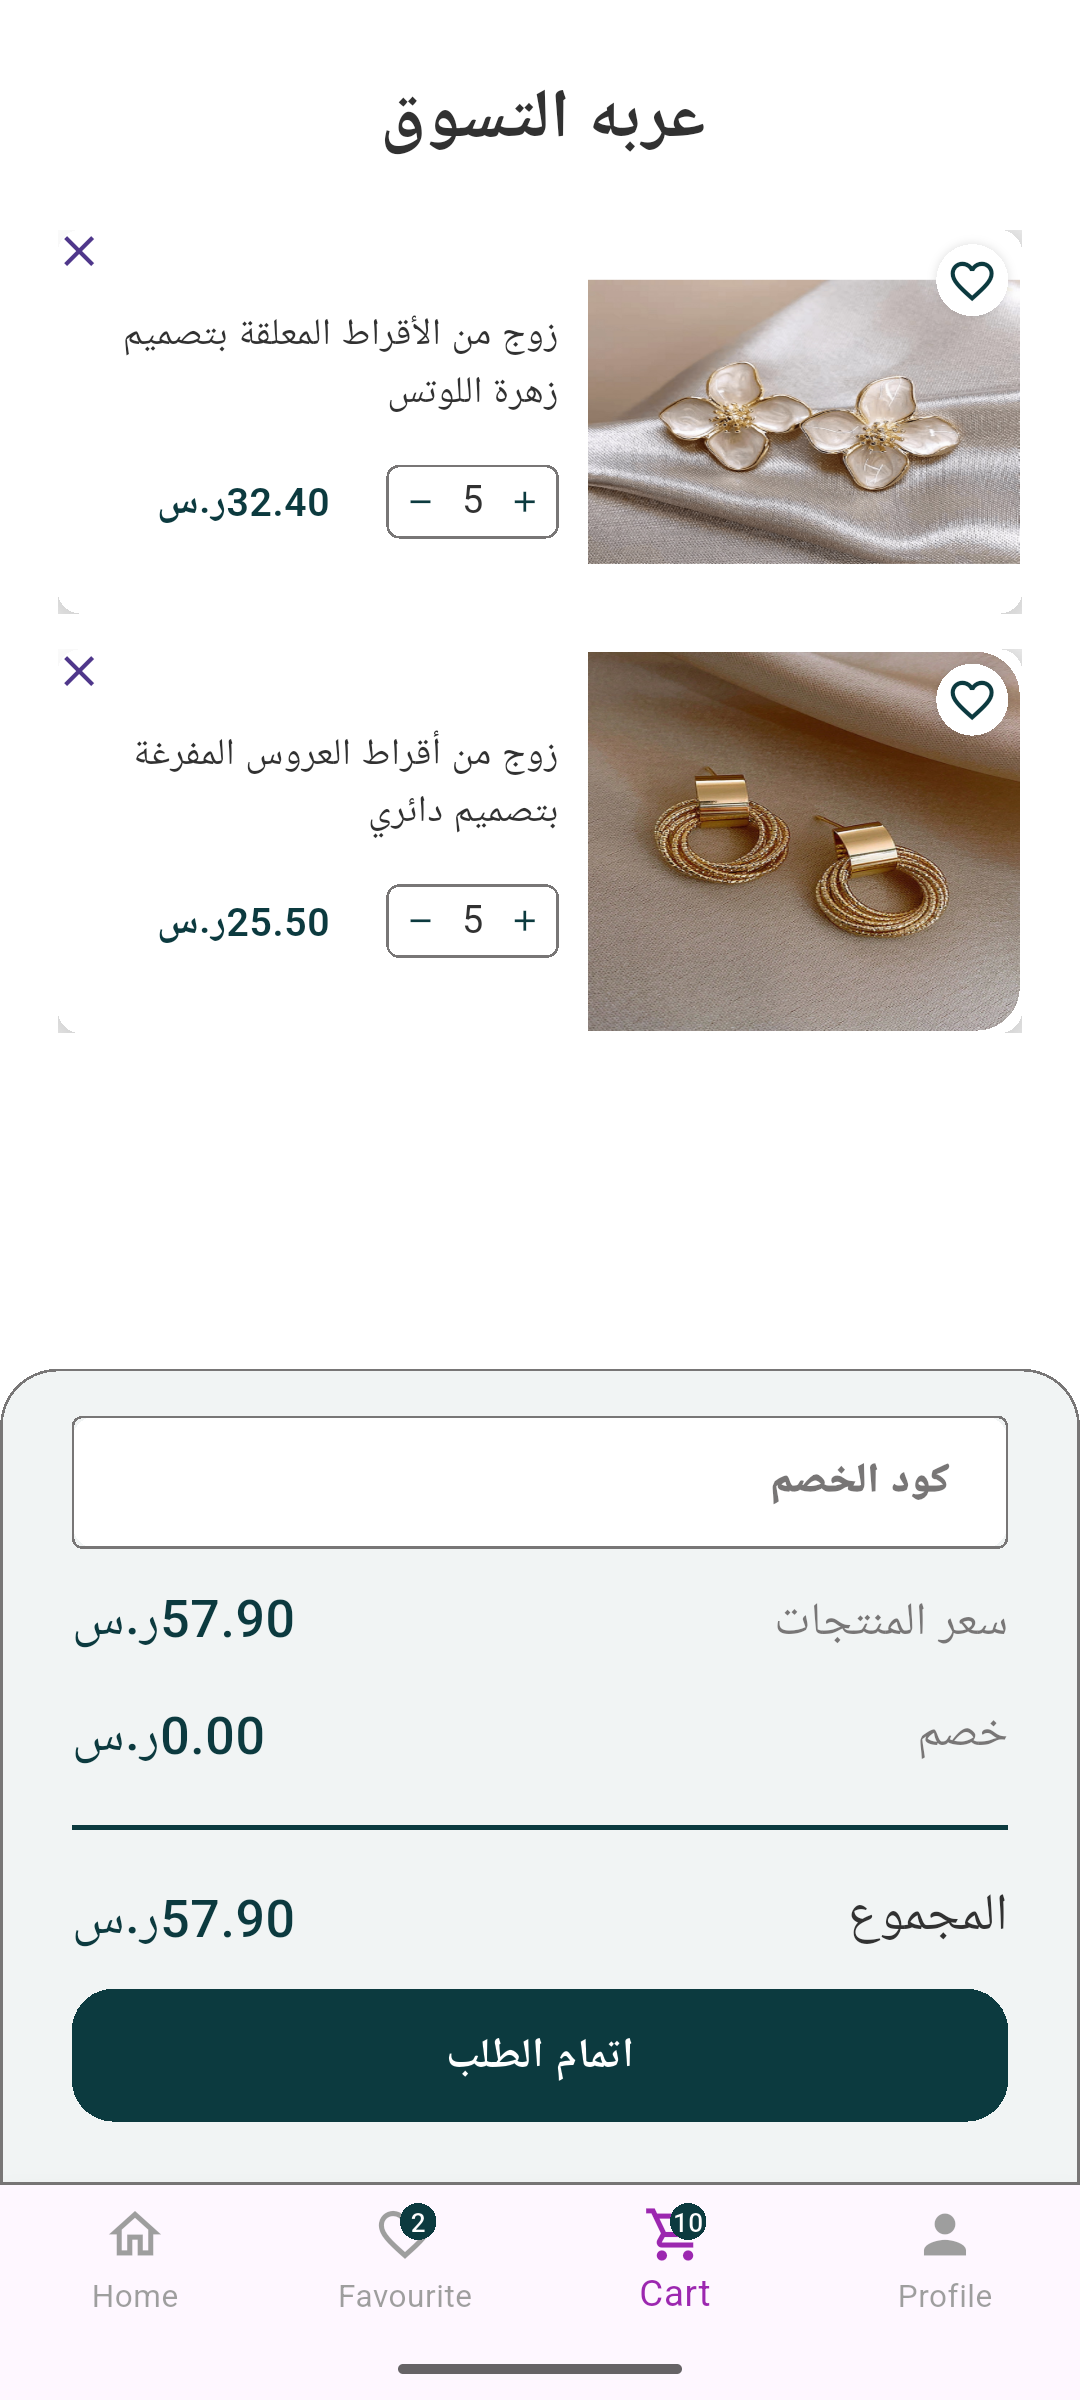 عربه التسوق
زوج من الأقراط المعلقة بتصميم
زهرة اللوتس
+ 5 −
32.40ر.س
زوج من أقراط العروس المفرغة
بتصميم دائري
+ 5 −
25.50ر.س
كود الخصم
سعر المنتجات
57.90ر.س
خصم
0.00ر.س
المجموع
57.90ر.س
اتمام الطلب
2
10
Home
Favourite
Cart
Profile